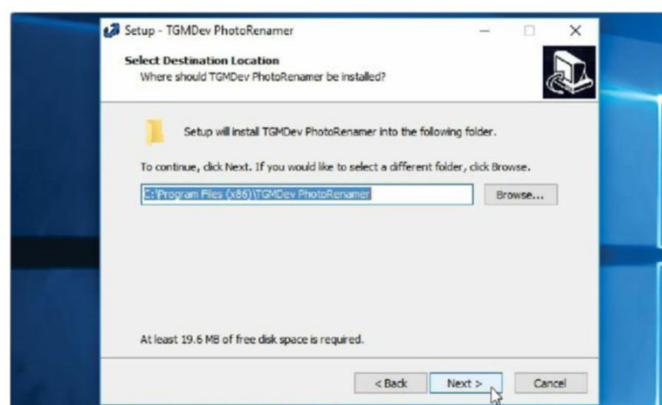 Setup - TGMDev PhotoRenamer
Select Destination Location
Where should TGMDev PhotoRenamer be installed?
Setup will install TGMDev PhotoRenamer into the following folder.
To continue, click Next. If you would like to select a different folder, click Browse.
C:\Program Files (x86)\TGMDev PhotoRenamer
Browse...
At least 19.6 MB of free disk space is required.
< Back Next > Cancel